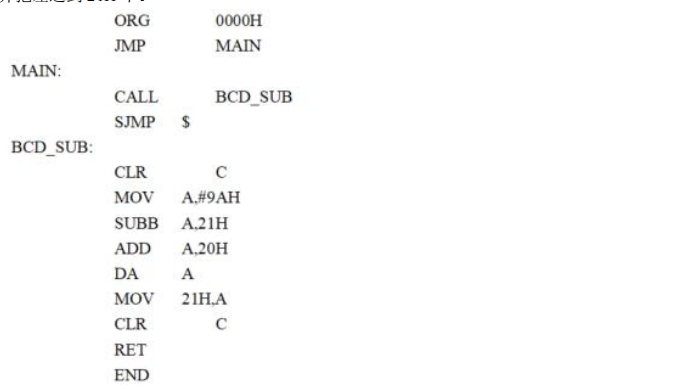 ORG 0000H
JMP MAIN
MAIN:
CALL BCD_SUB
SJMP $
BCD_SUB:
CLR C
MOV A,#9AH
SUBB A,21H
ADD A,20H
DA A
MOV 21H,A
CLR C
RET
END